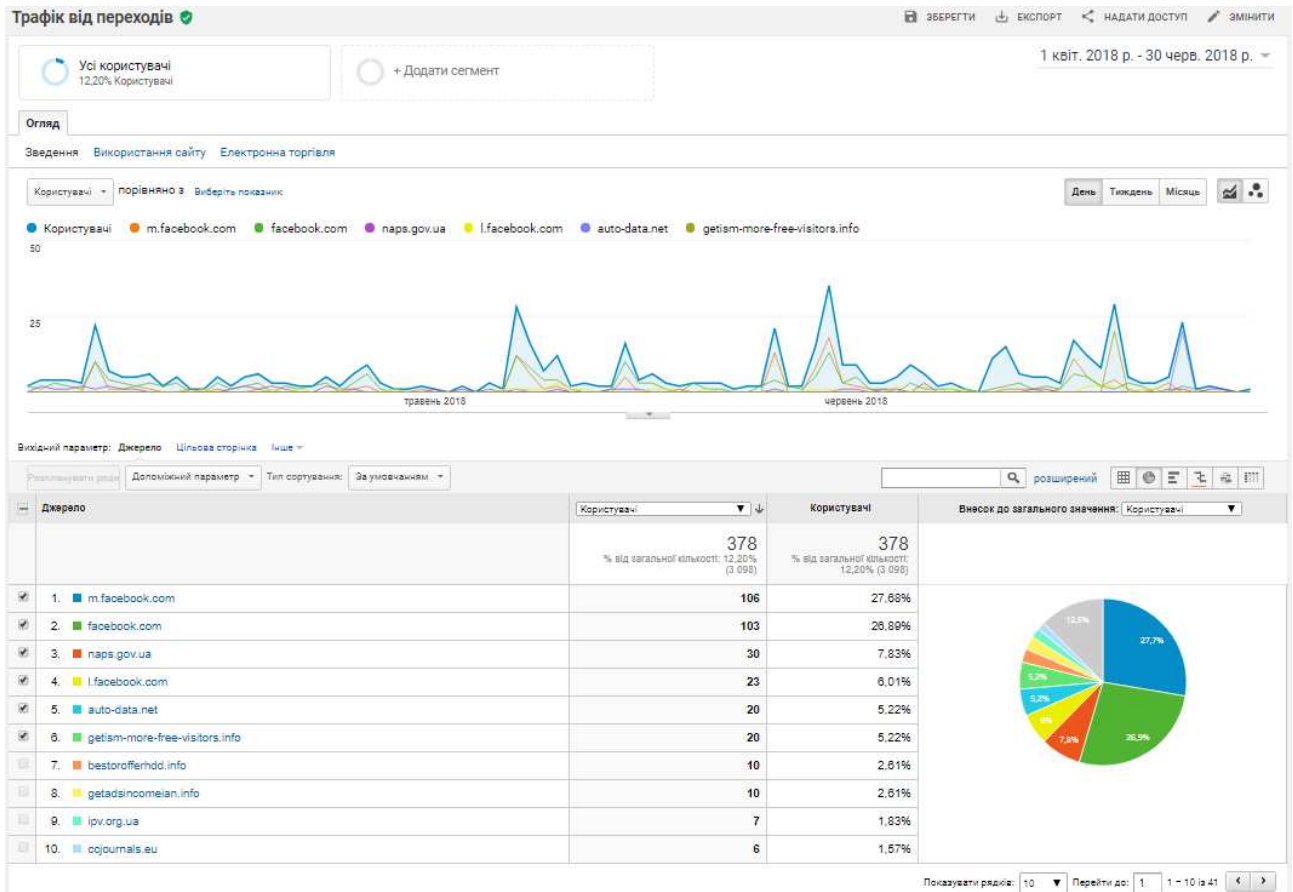 Трафік від переходів
ЗБЕРЕГТИ ЕКСПОРТ НАДАТИ ДОСТУП ЗМІНИТИ
Усі користувачі
12,20% Користувачі
+ Додати сегмент
1 квіт. 2018 р. - 30 черв. 2018 р.
Огляд
Зведення Використання сайту Електронна торгівля
Користувачі порівняно з Виберіть показник
День Тиждень Місяць
Користувачі m.facebook.com facebook.com naps.gov.ua l.facebook.com auto-data.net getism-more-free-visitors.info
50
25
травень 2018 червень 2018
Вихідний параметр: Джерело Цільова сторінка Інше
Допоміжний параметр Тип сортування: За умовчанням розширений
Джерело Користувачі Користувачі Внесок до загального значення: Користувачі
378 378
% від загальної кількості: 12,20% (3 098) % від загальної кількості: 12,20% (3 098)
1. m.facebook.com 106 27,68%
2. facebook.com 103 26,89%
3. naps.gov.ua 30 7,83%
4. l.facebook.com 23 6,01%
5. auto-data.net 20 5,22%
6. getism-more-free-visitors.info 20 5,22%
7. bestorofferhdd.info 10 2,61%
8. getadsincomeian.info 10 2,61%
9. ipv.org.ua 7 1,83%
10. cojournals.eu 6 1,57%
12,5%
27,7%
5,2%
5,2%
6%
7,8%
26,9%
Показувати рядків: 10 Перейти до: 1 1 – 10 із 41